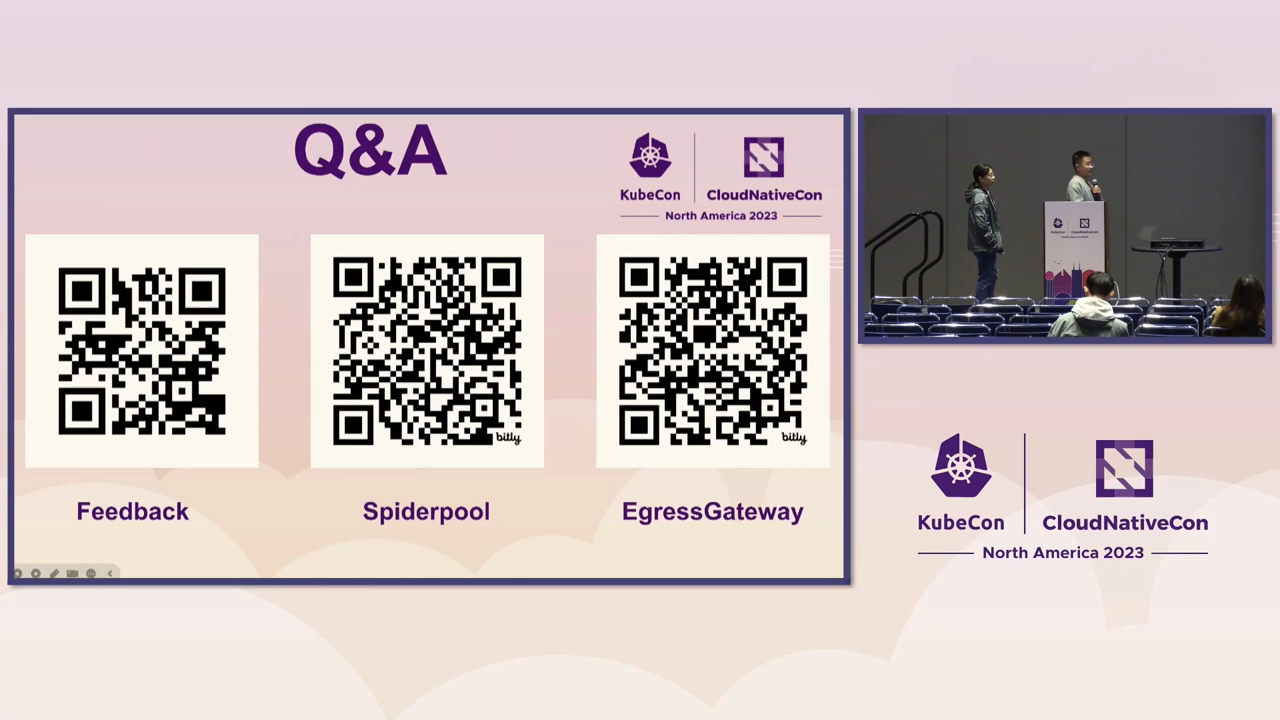 Q&A
KubeCon
CloudNativeCon
North America 2023
bitly
bitly
Feedback
Spiderpool
EgressGateway
KubeCon
CloudNativeCon
North America 2023